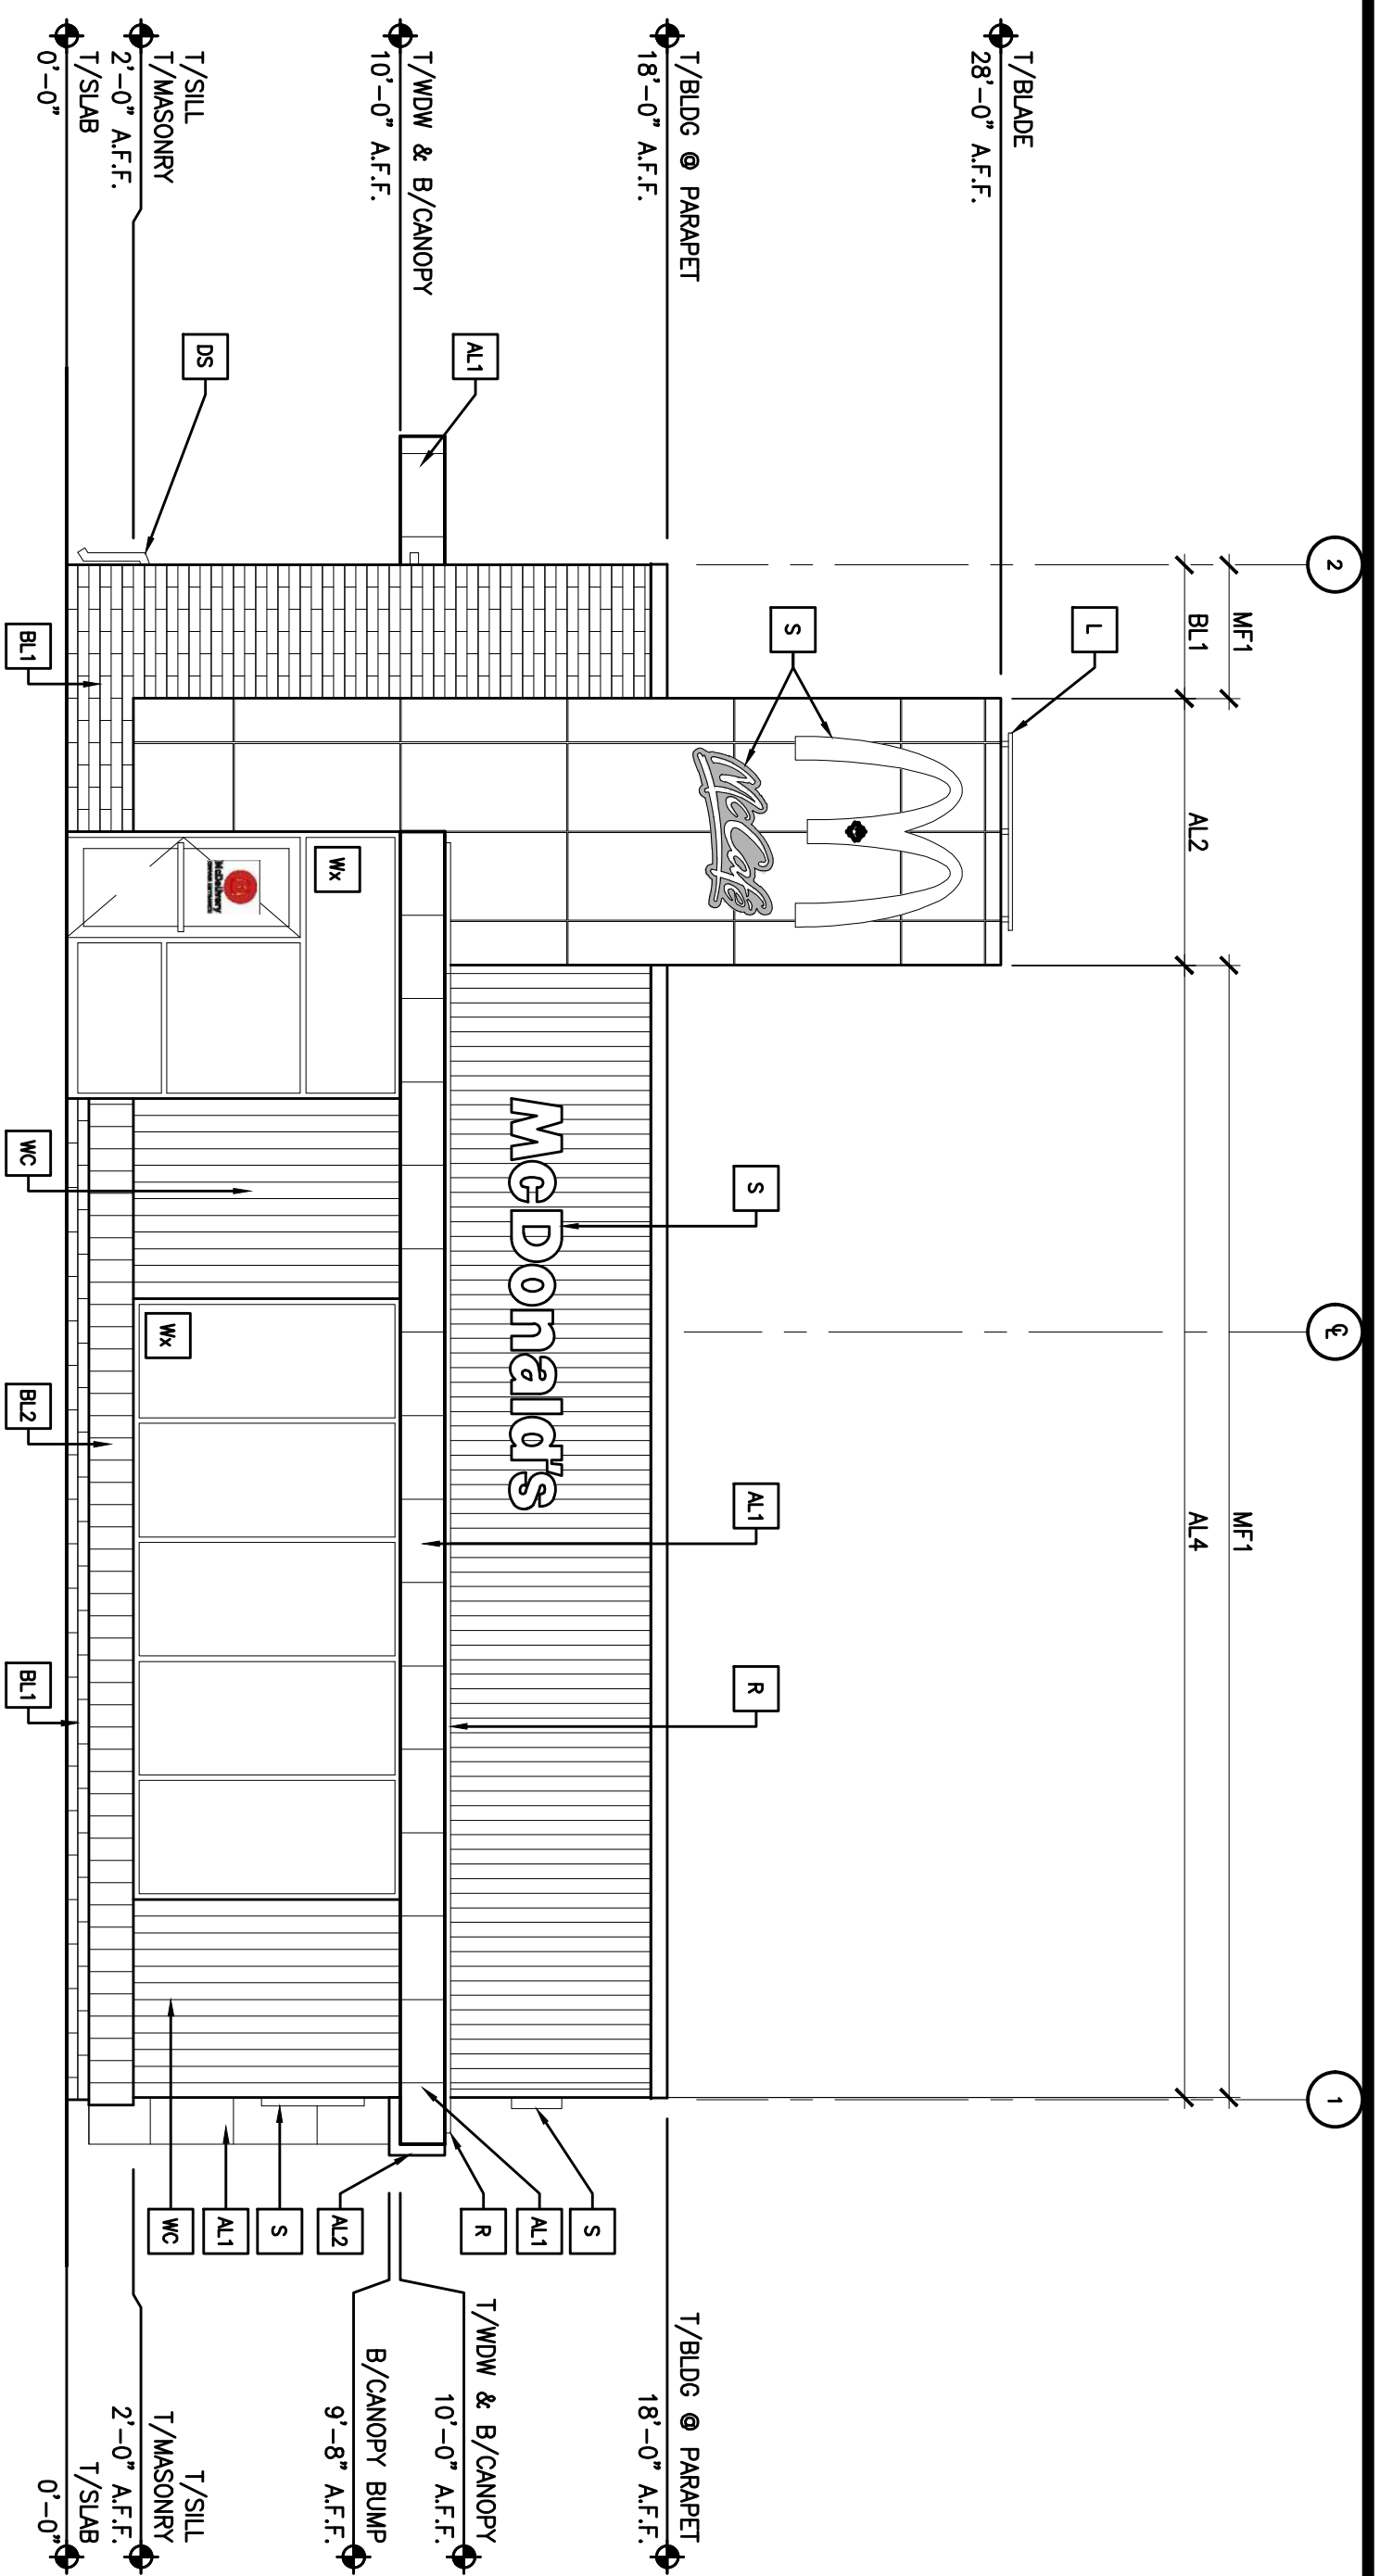 2
℄
1
MF1
MF1
BL1
AL2
AL4
L
T/BLADE
28'-0" A.F.F.
S
McCafé
T/BLDG @ PARAPET
18'-0" A.F.F.
S
AL1
R
T/BLDG @ PARAPET
18'-0" A.F.F.
McDonald's
AL1
T/WDW & B/CANOPY
10'-0" A.F.F.
S
AL1
R
T/WDW & B/CANOPY
10'-0" A.F.F.
AL2
B/CANOPY BUMP
9'-8" A.F.F.
Wx
McDelivery
DS
Wx
S
AL1
WC
T/SILL
T/MASONRY
2'-0" A.F.F.
T/SILL
T/MASONRY
2'-0" A.F.F.
T/SLAB
0'-0"
T/SLAB
0'-0"
BL1
WC
BL2
BL1